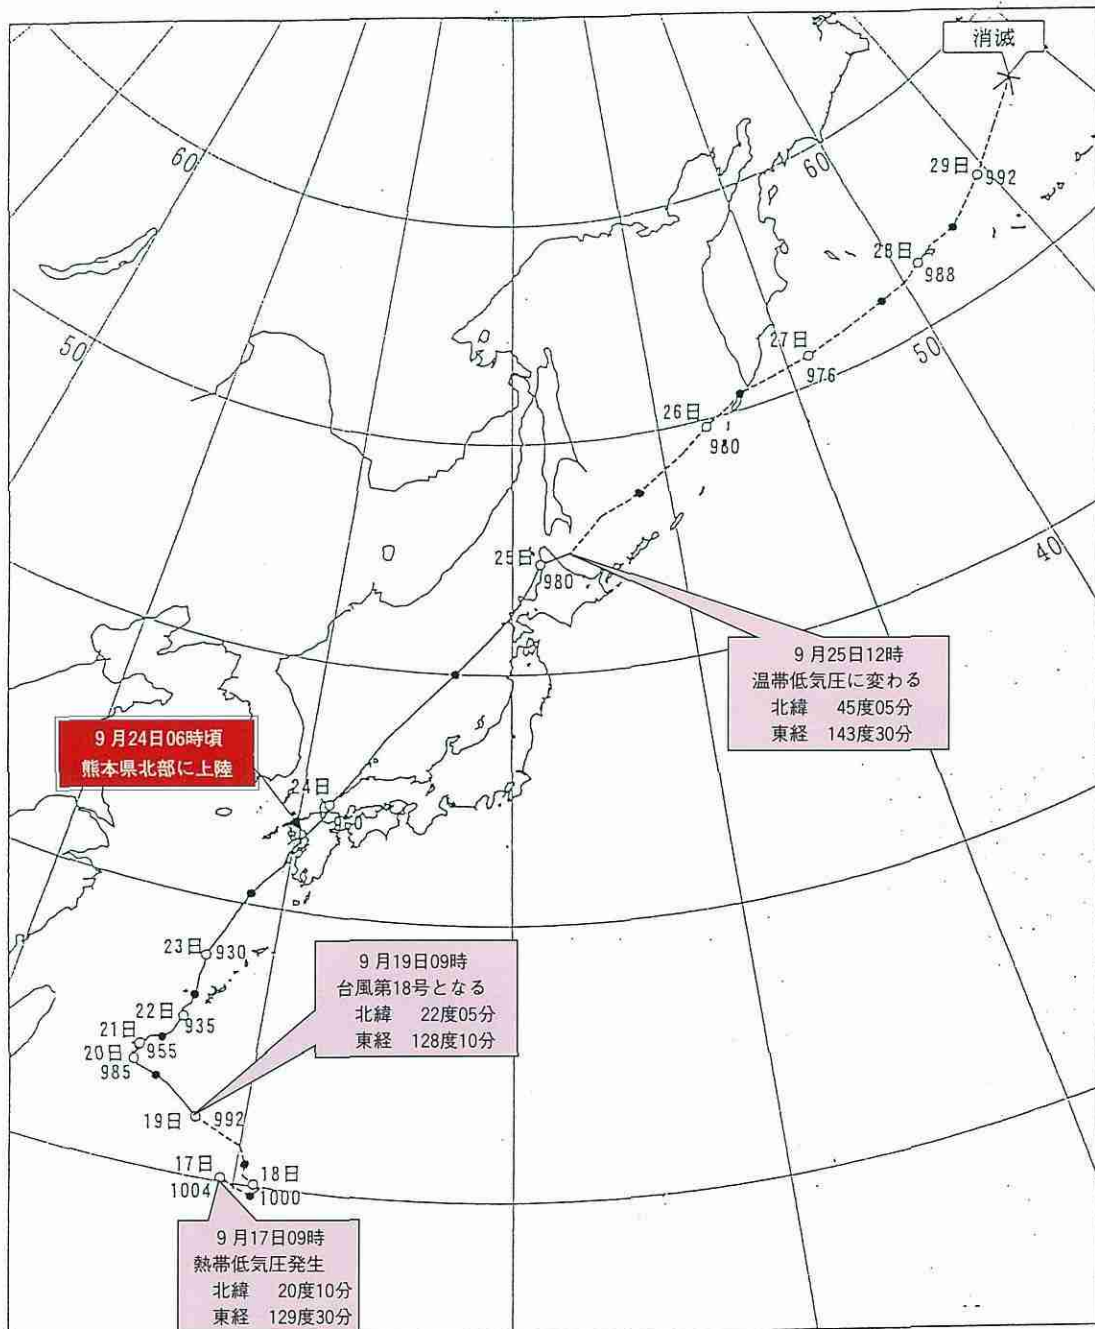 消滅
60
60
29日
992
28日
988
50
27日
976
50
26日
980
40
25日
980
9月25日12時
温帯低気圧に変わる
北緯 45度05分
東経 143度30分
9月24日06時頃
熊本県北部に上陸
24日
23日
930
9月19日09時
台風第18号となる
北緯 22度05分
東経 128度10分
22日
935
21日
955
20日
985
19日
992
17日
1004
18日
1000
9月17日09時
熱帯低気圧発生
北緯 20度10分
東経 129度30分